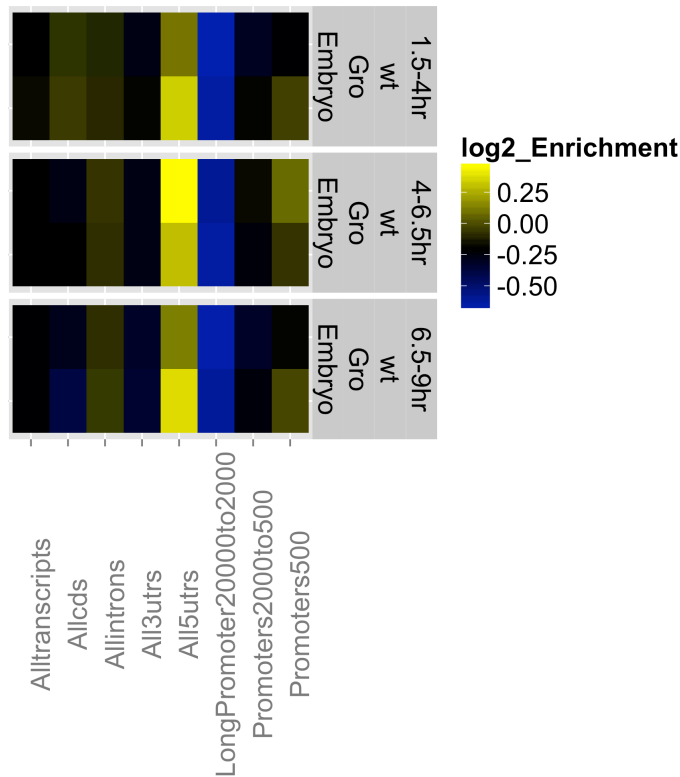 1.5-4hr
wt
Gro
Embryo
4-6.5hr
wt
Gro
Embryo
6.5-9hr
wt
Gro
Embryo
log2_Enrichment
0.25
0.00
-0.25
-0.50
Alltranscripts
Allcds
Allintrons
All3utrs
All5utrs
LongPromoter20000to2000
Promoters2000to500
Promoters500